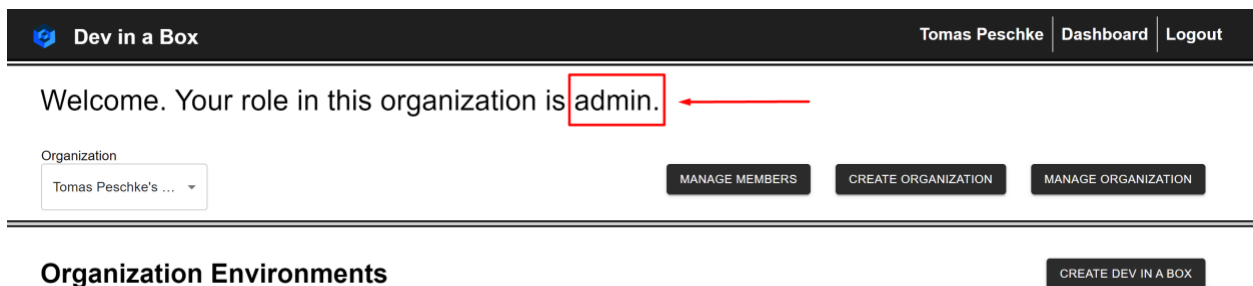 Dev in a Box
Tomas Peschke Dashboard Logout
Welcome. Your role in this organization is admin.
Organization
Tomas Peschke's ...
MANAGE MEMBERS CREATE ORGANIZATION MANAGE ORGANIZATION
Organization Environments
CREATE DEV IN A BOX